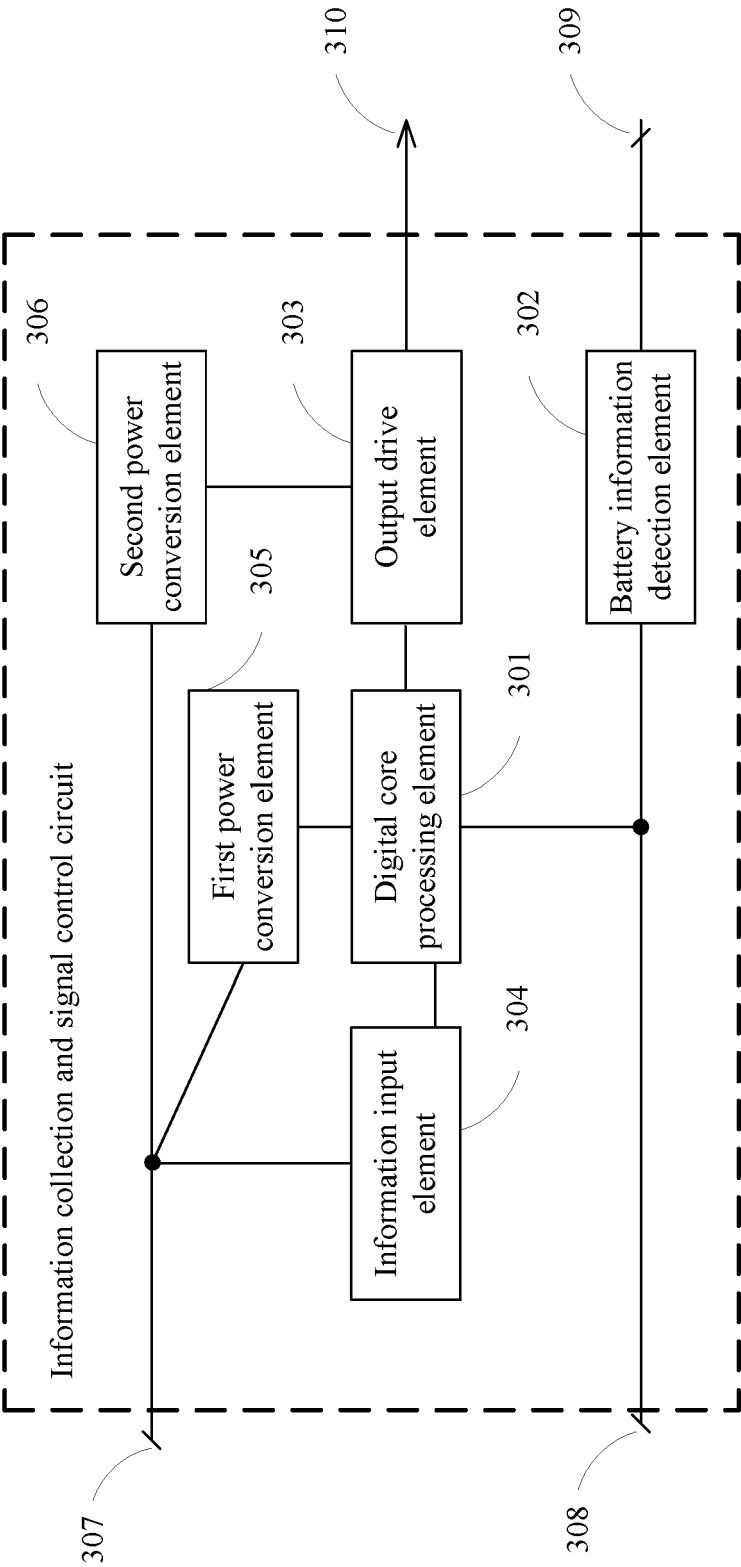 Information collection and signal control circuit
306
Second power
conversion element
305
First power
conversion element
303
Output drive
element
310
301
Digital core
processing element
304
Information input
element
302
Battery information
detection element
309
307
308